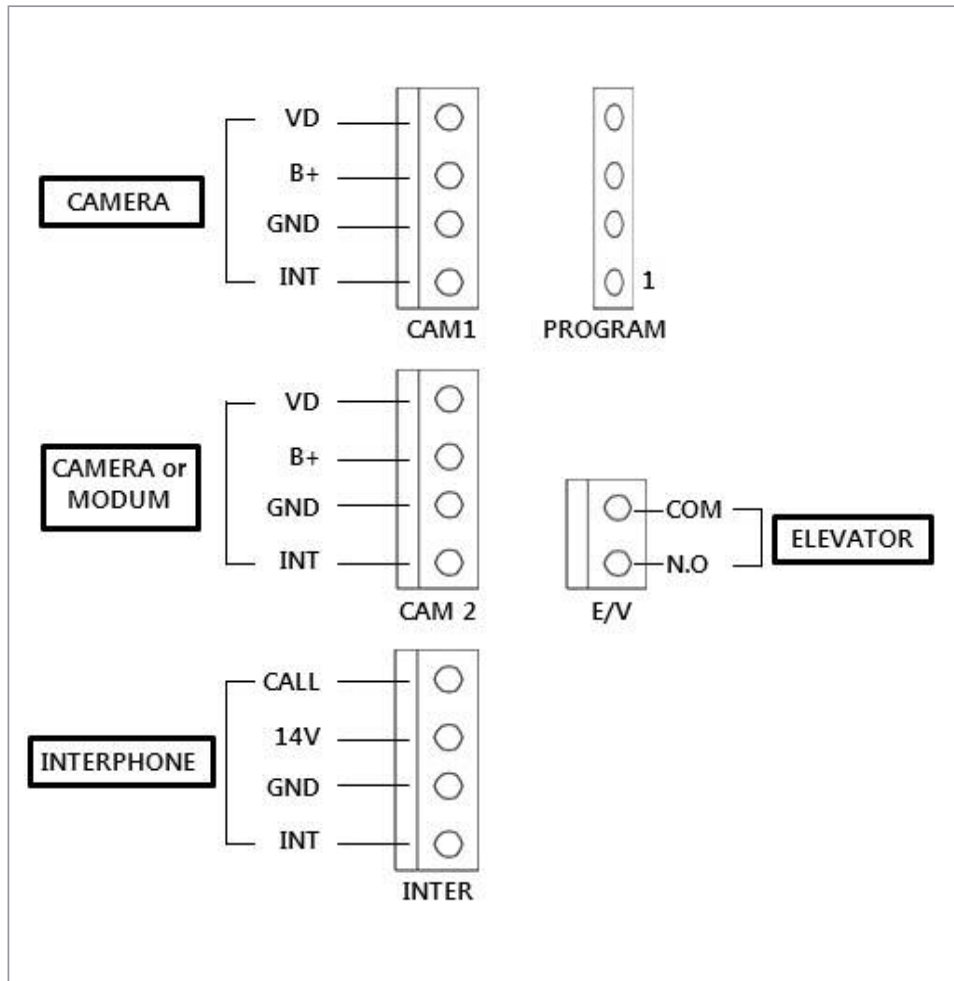 VD
B+
CAMERA
GND
INT
1
CAM1
PROGRAM
VD
B+
CAMERA or
MODUM
GND
INT
CAM 2
COM
ELEVATOR
N.O
E/V
CALL
14V
INTERPHONE
GND
INT
INTER